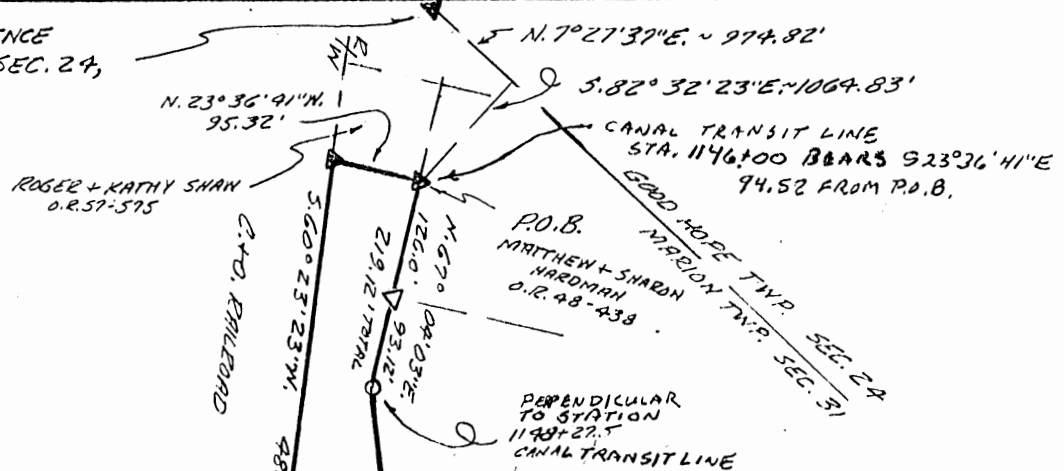 ENCE
SEC. 24,
N. 7°27'37"E. ~ 974.82'
S. 82° 32' 23"E. ~ 1064.83'
R/W
N. 23°36'41"W.
95.32'
CANAL TRANSIT LINE
STA. 1146+00 BEARS S23°36'41"E
94.52 FROM P.O.B.
ROGER + KATHY SHAW
O.R. 57-575
P.O.B.
MATTHEW + SHARON
HARDMAN
O.R. 48-438
GOOD HOPE TWP. SEC. 24
MARION TWP. SEC. 31
C.+O. RAILROAD
S.60°23'23"W. 98
N. 67° 04'03"E.
126.0'
93.12'
219.12' TOTAL
PERPENDICULAR
TO STATION
1148+27.5
CANAL TRANSIT LINE